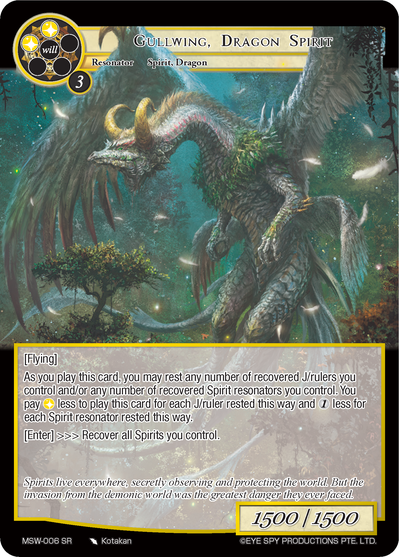 Gullwing, Dragon Spirit
will
Resonator Spirit, Dragon
3
[Flying]
As you play this card, you may rest any number of recovered J/rulers you
control and/or any number of recovered Spirit resonators you control. You
pay less to play this card for each J/ruler rested this way and 1 less for
each Spirit resonator rested this way.
[Enter] >>> Recover all Spirits you control.
Spirits live everywhere, secretly observing and protecting the world. But the
invasion from the demonic world was the greatest danger they ever faced.
1500 / 1500
MSW-006 SR Kotakan
©EYE SPY PRODUCTIONS PTE. LTD.